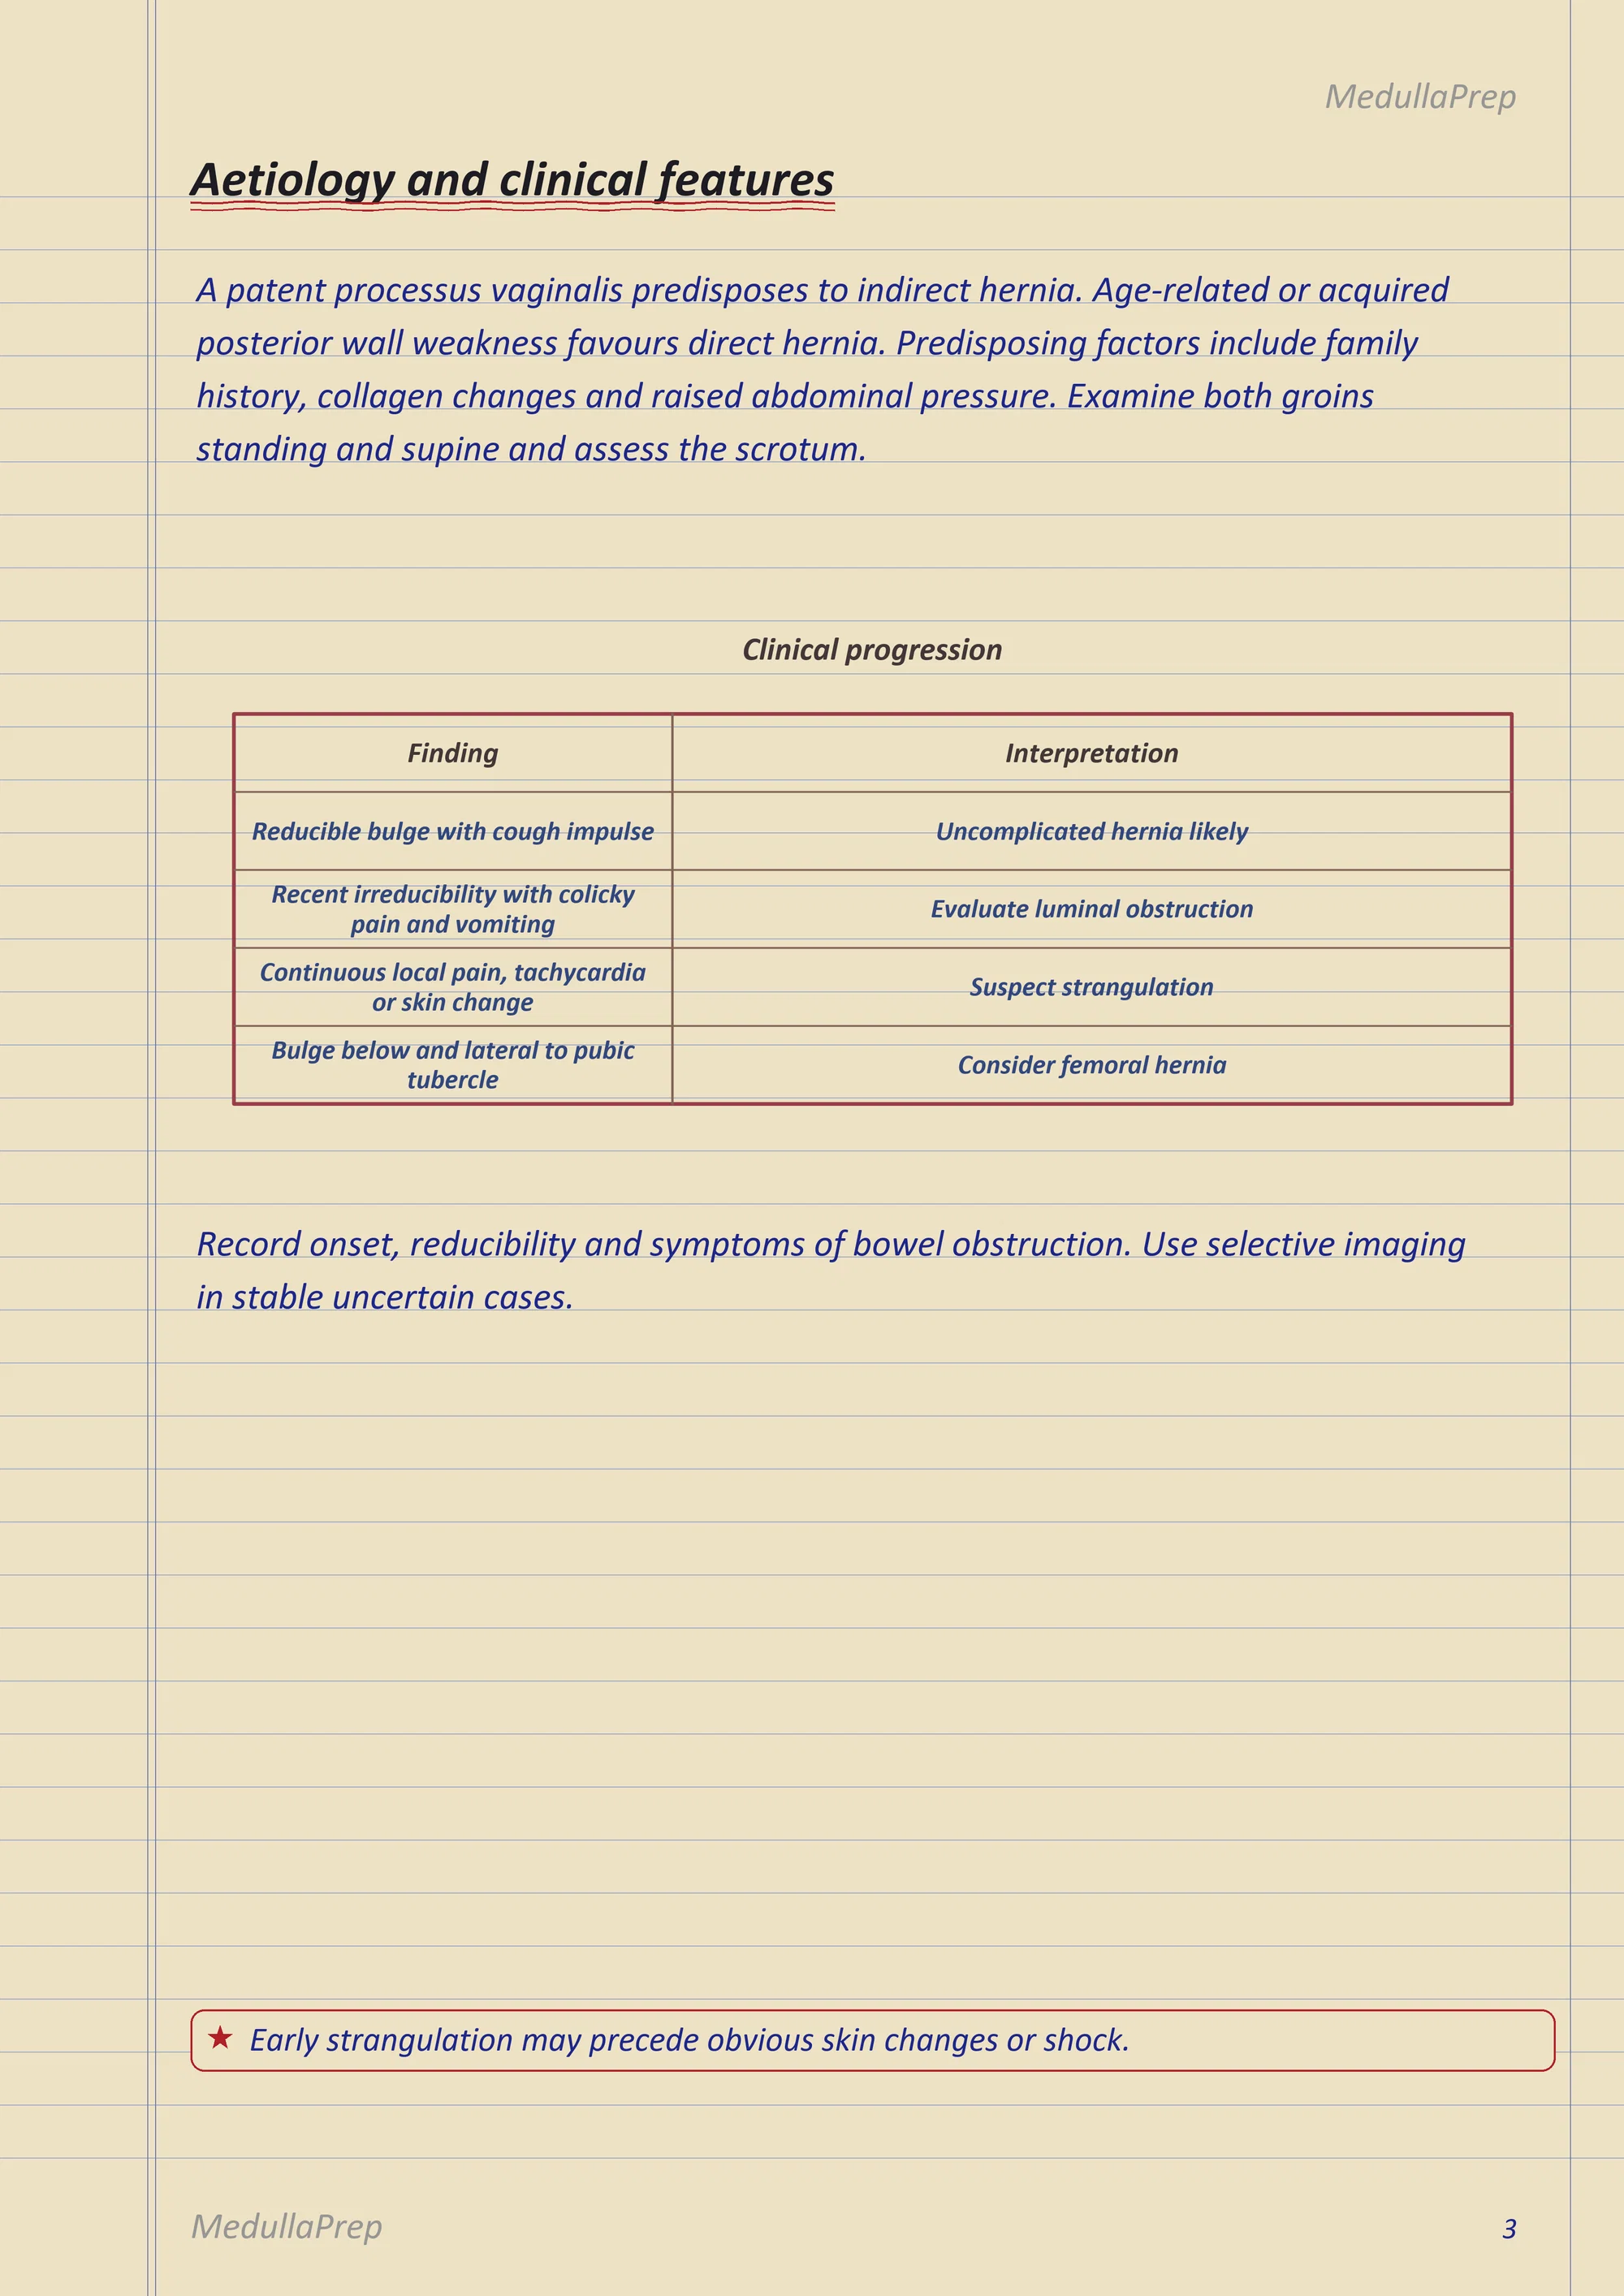 MedullaPrep
Aetiology and clinical features
A patent processus vaginalis predisposes to indirect hernia. Age-related or acquired
posterior wall weakness favours direct hernia. Predisposing factors include family
history, collagen changes and raised abdominal pressure. Examine both groins
standing and supine and assess the scrotum.
Clinical progression
Finding Interpretation
Reducible bulge with cough impulse Uncomplicated hernia likely
Recent irreducibility with colicky
pain and vomiting
Evaluate luminal obstruction
Continuous local pain, tachycardia
or skin change
Suspect strangulation
Bulge below and lateral to pubic
tubercle
Consider femoral hernia
Record onset, reducibility and symptoms of bowel obstruction. Use selective imaging
in stable uncertain cases.
★ Early strangulation may precede obvious skin changes or shock.
MedullaPrep 3